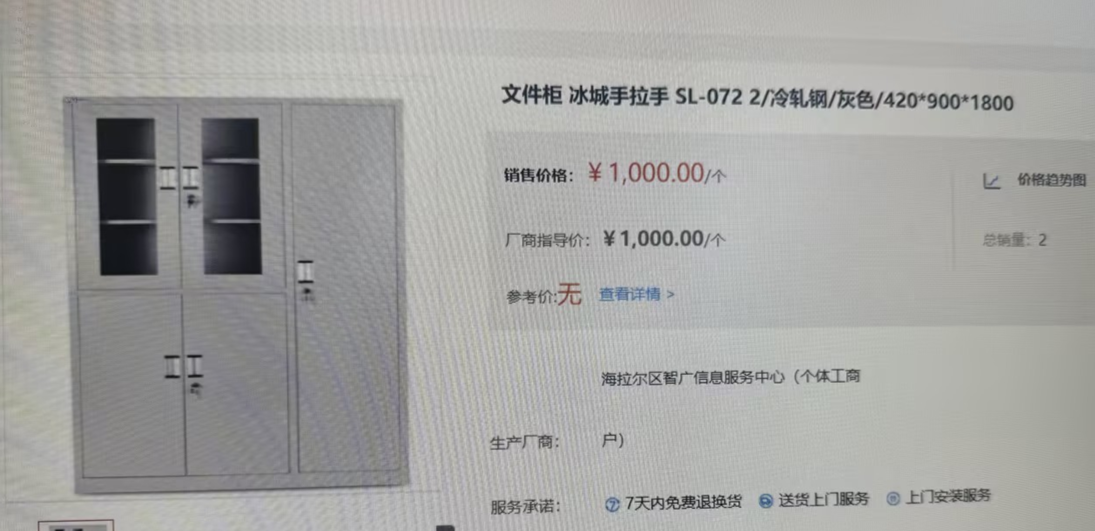 文件柜 冰城手拉手 SL-072 2/冷轧钢/灰色/420*900*1800
销售价格: ¥1,000.00/个
价格趋势图
厂商指导价: ¥1,000.00/个
总销量: 2
参考价:无 查看详情 >
海拉尔区智广信息服务中心（个体工商
生产厂商: 户）
服务承诺: 7天内免费退换货 送货上门服务 上门安装服务